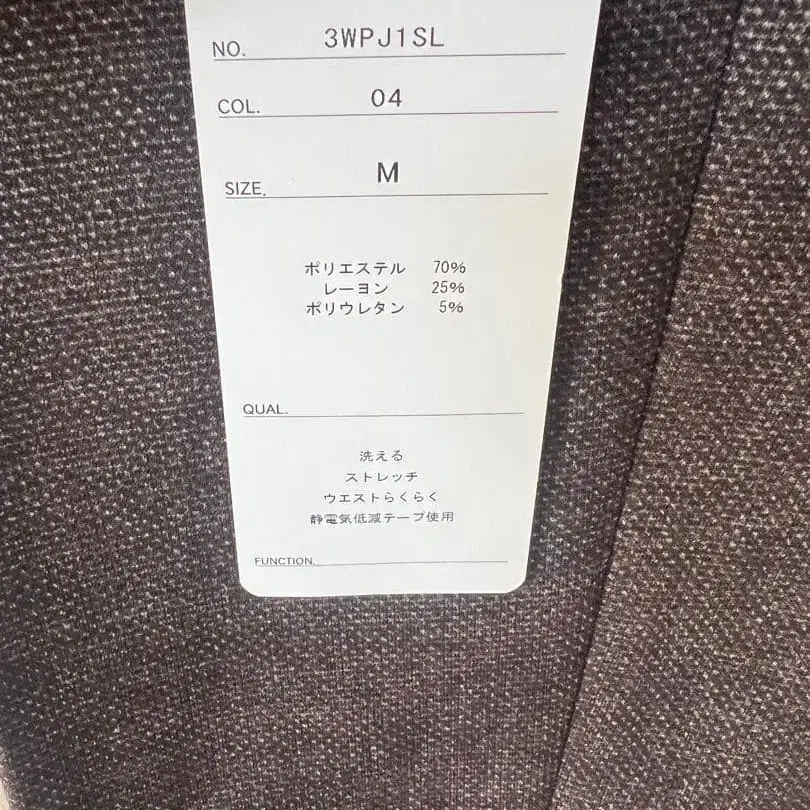 NO. 3WPJ1SL
COL. 04
SIZE. M
ポリエステル 70%
レーヨン 25%
ポリウレタン 5%
QUAL.
洗える
ストレッチ
ウエストらくらく
静電気低減テープ使用
FUNCTION.